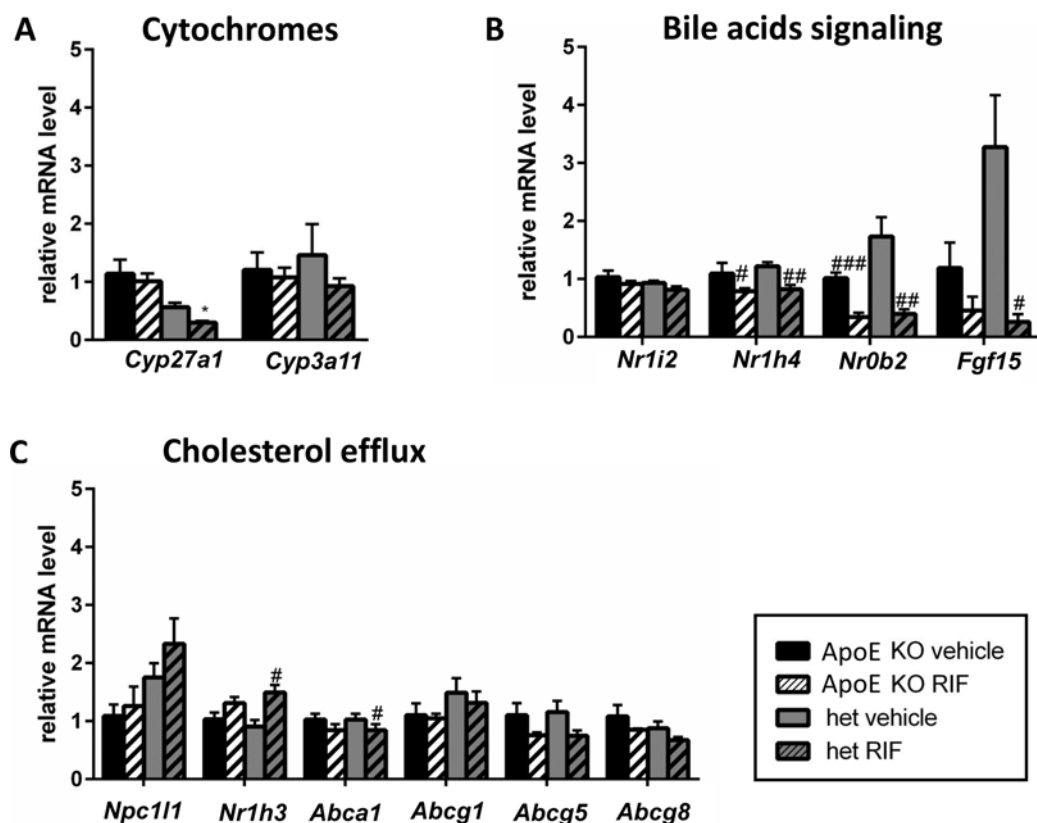 A Cytochromes
relative mRNA level
5
4
3
2
1
0
*
Cyp27a1 Cyp3a11
B Bile acids signaling
relative mRNA level
5
4
3
2
1
0
# ## ### ## #
Nr1i2 Nr1h4 Nr0b2 Fgf15
C Cholesterol efflux
relative mRNA level
5
4
3
2
1
0
# #
Npc1l1 Nr1h3 Abca1 Abcg1 Abcg5 Abcg8
ApoE KO vehicle
ApoE KO RIF
het vehicle
het RIF